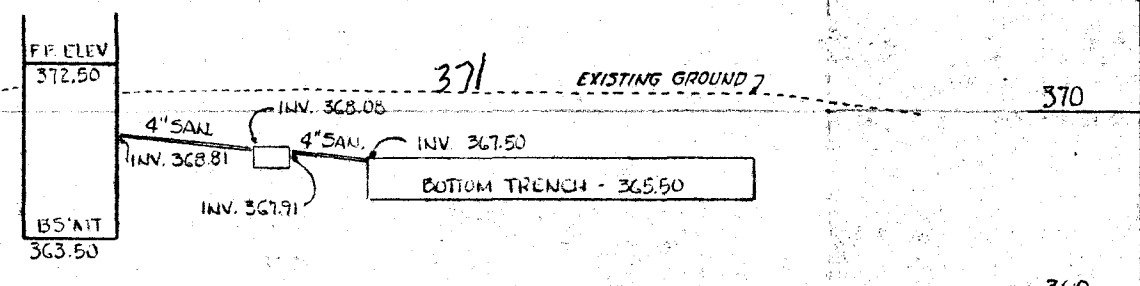 F.F. ELEV
372.50
371
EXISTING GROUND
370
INV. 368.08
4" SAN.
4" SAN.
INV. 367.50
INV. 368.81
BOTTOM TRENCH - 365.50
INV. 367.91
BS'MT
363.50